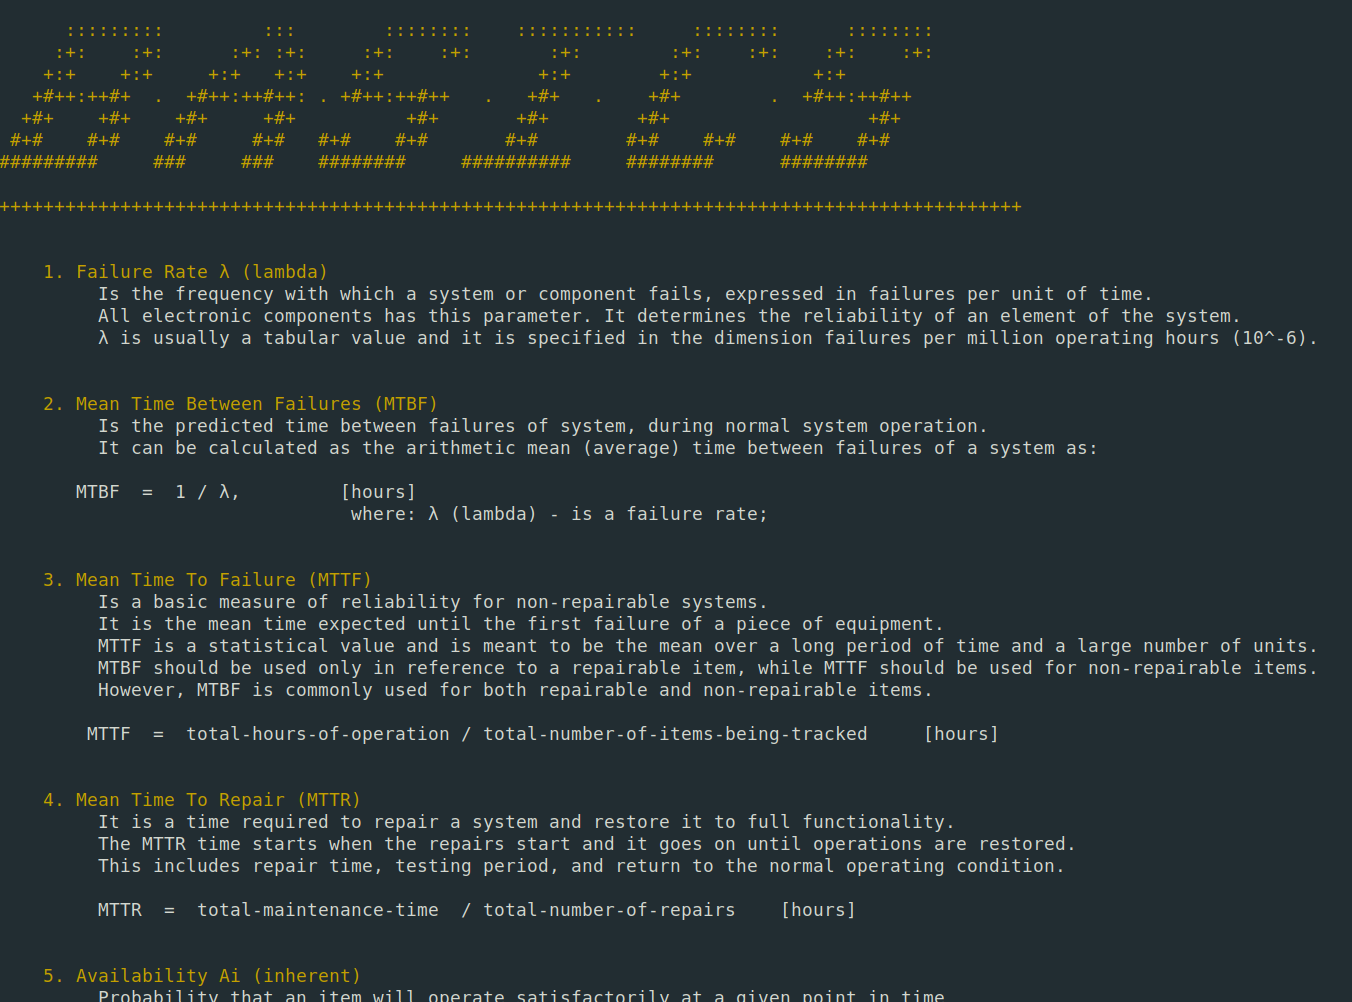 R.A.S.T.C.S
1. Failure Rate λ (lambda)
Is the frequency with which a system or component fails, expressed in failures per unit of time.
All electronic components has this parameter. It determines the reliability of an element of the system.
λ is usually a tabular value and it is specified in the dimension failures per million operating hours (10^-6).
2. Mean Time Between Failures (MTBF)
Is the predicted time between failures of system, during normal system operation.
It can be calculated as the arithmetic mean (average) time between failures of a system as:
MTBF = 1 / λ, [hours]
where: λ (lambda) - is a failure rate;
3. Mean Time To Failure (MTTF)
Is a basic measure of reliability for non-repairable systems.
It is the mean time expected until the first failure of a piece of equipment.
MTTF is a statistical value and is meant to be the mean over a long period of time and a large number of units.
MTBF should be used only in reference to a repairable item, while MTTF should be used for non-repairable items.
However, MTBF is commonly used for both repairable and non-repairable items.
MTTF = total-hours-of-operation / total-number-of-items-being-tracked [hours]
4. Mean Time To Repair (MTTR)
It is a time required to repair a system and restore it to full functionality.
The MTTR time starts when the repairs start and it goes on until operations are restored.
This includes repair time, testing period, and return to the normal operating condition.
MTTR = total-maintenance-time / total-number-of-repairs [hours]
5. Availability Ai (inherent)
Probability that an item will operate satisfactorily at a given point in time